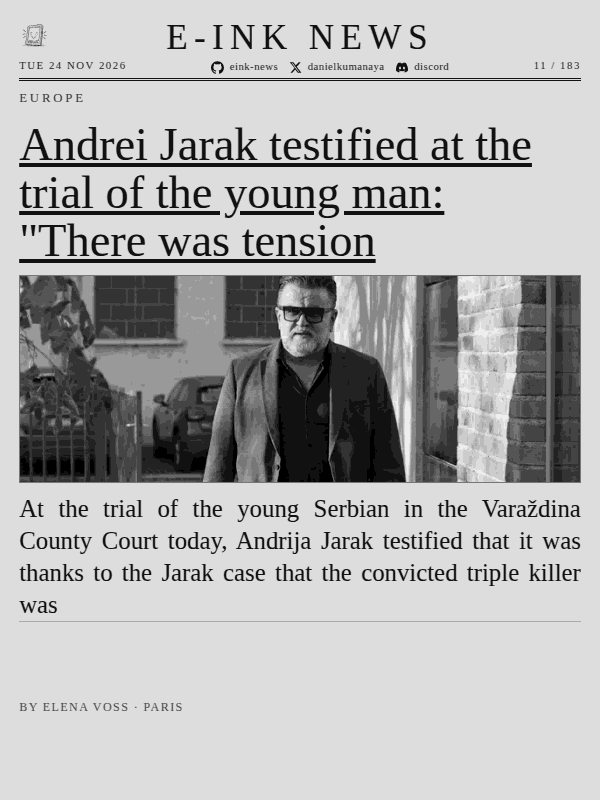 E-INK NEWS
TUE 24 NOV 2026
eink-news danielkumanaya discord
11 / 183
EUROPE
Andrei Jarak testified at the
trial of the young man:
"There was tension
At the trial of the young Serbian in the Varaždina
County Court today, Andrija Jarak testified that it was
thanks to the Jarak case that the convicted triple killer
was
BY ELENA VOSS · PARIS